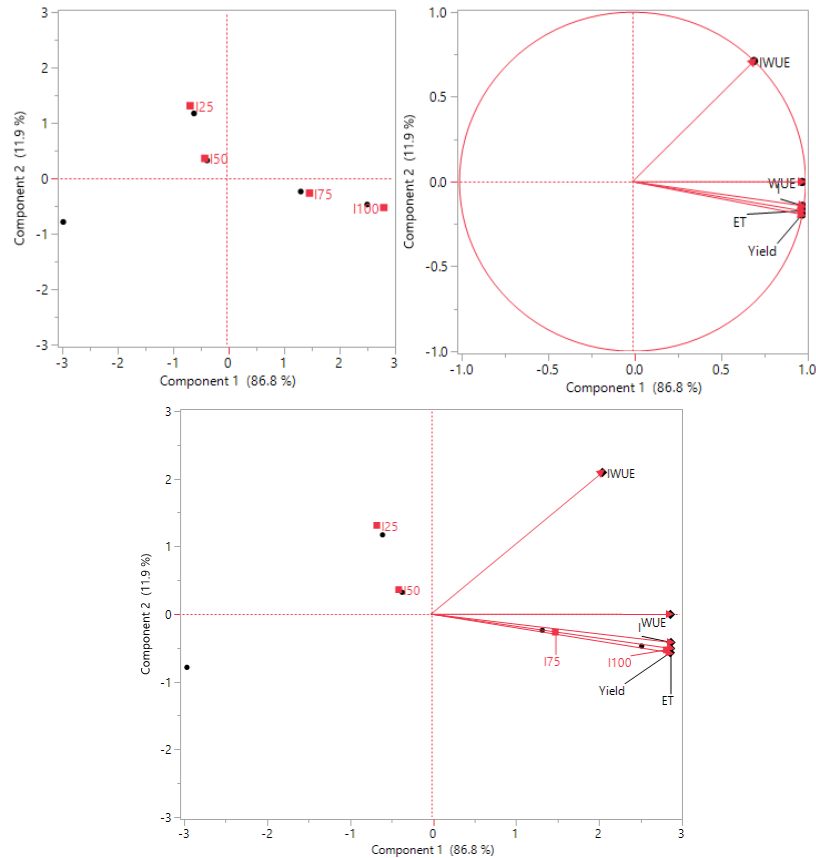 3
2
1
0
-1
-2
-3
Component 2 (11.9 %)
I25
I50
I75
I100
-3
-2
-1
0
1
2
3
Component 1 (86.8 %)
1.0
0.5
0.0
-0.5
-1.0
Component 2 (11.9 %)
IWUE
WUE
I
ET
Yield
-1.0
-0.5
0.0
0.5
1.0
Component 1 (86.8 %)
3
2
1
0
-1
-2
-3
Component 2 (11.9 %)
IWUE
I25
I50
WUE
I
I75
I100
Yield
ET
-3
-1
0
1
2
3
Component 1 (86.8 %)